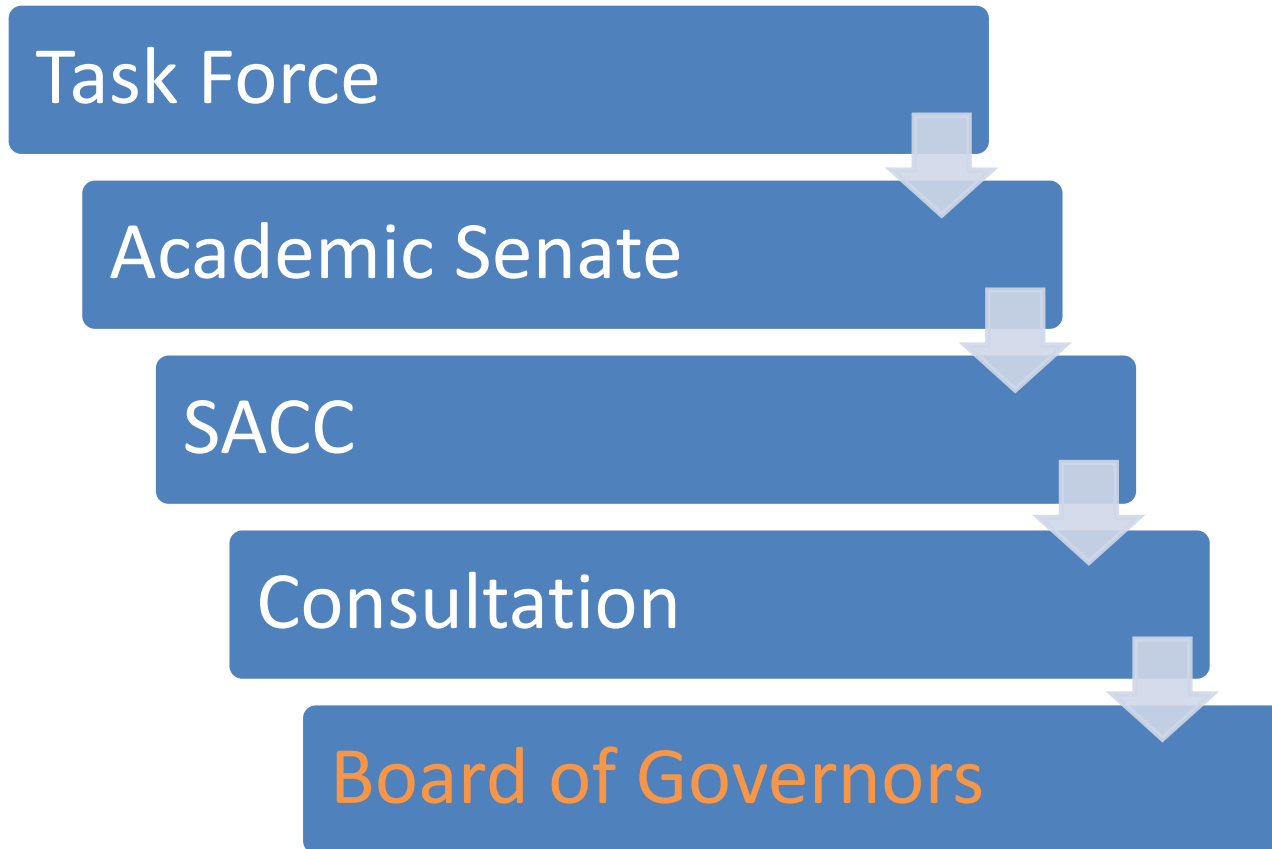 Task Force
Academic Senate
SACC
Consultation
Board of Governors